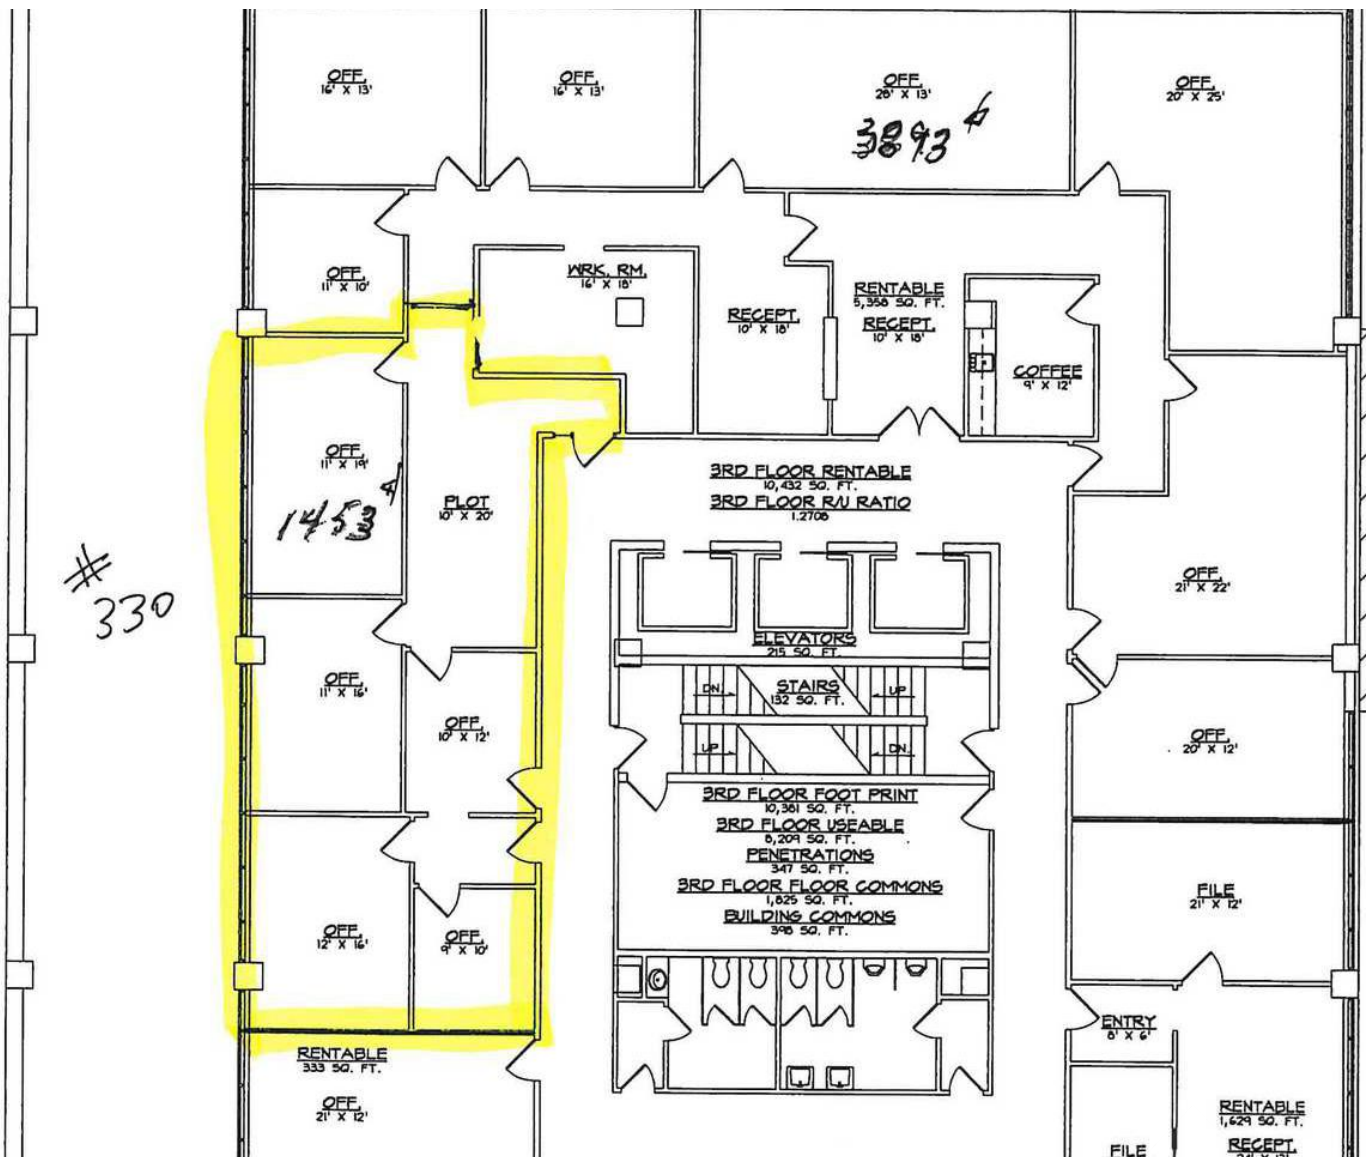 OFF.
16' X 13'
OFF.
16' X 13'
OFF.
28' X 13'
3893
OFF.
20' X 25'
OFF.
11' X 10'
WRK. RM.
16' X 18'
RECEPT.
10' X 18'
RENTABLE
5,358 SQ. FT.
RECEPT.
10' X 18'
COFFEE
9' X 12'
OFF.
11' X 19'
1453
PLOT
10' X 20'
3RD FLOOR RENTABLE
10,432 SQ. FT.
3RD FLOOR R/U RATIO
1.2708
#
330
OFF.
21' X 22'
ELEVATORS
215 SQ. FT.
OFF.
11' X 16'
OFF.
10' X 12'
DN.
STAIRS
132 SQ. FT.
UP
UP
DN.
OFF.
20' X 12'
3RD FLOOR FOOT PRINT
10,381 SQ. FT.
3RD FLOOR USEABLE
8,209 SQ. FT.
PENETRATIONS
347 SQ. FT.
3RD FLOOR FLOOR COMMONS
1,825 SQ. FT.
BUILDING COMMONS
398 SQ. FT.
FILE
21' X 12'
OFF.
12' X 16'
OFF.
9' X 10'
ENTRY
8' X 6'
RENTABLE
333 SQ. FT.
OFF.
21' X 12'
RENTABLE
1,629 SQ. FT.
RECEPT.
FILE